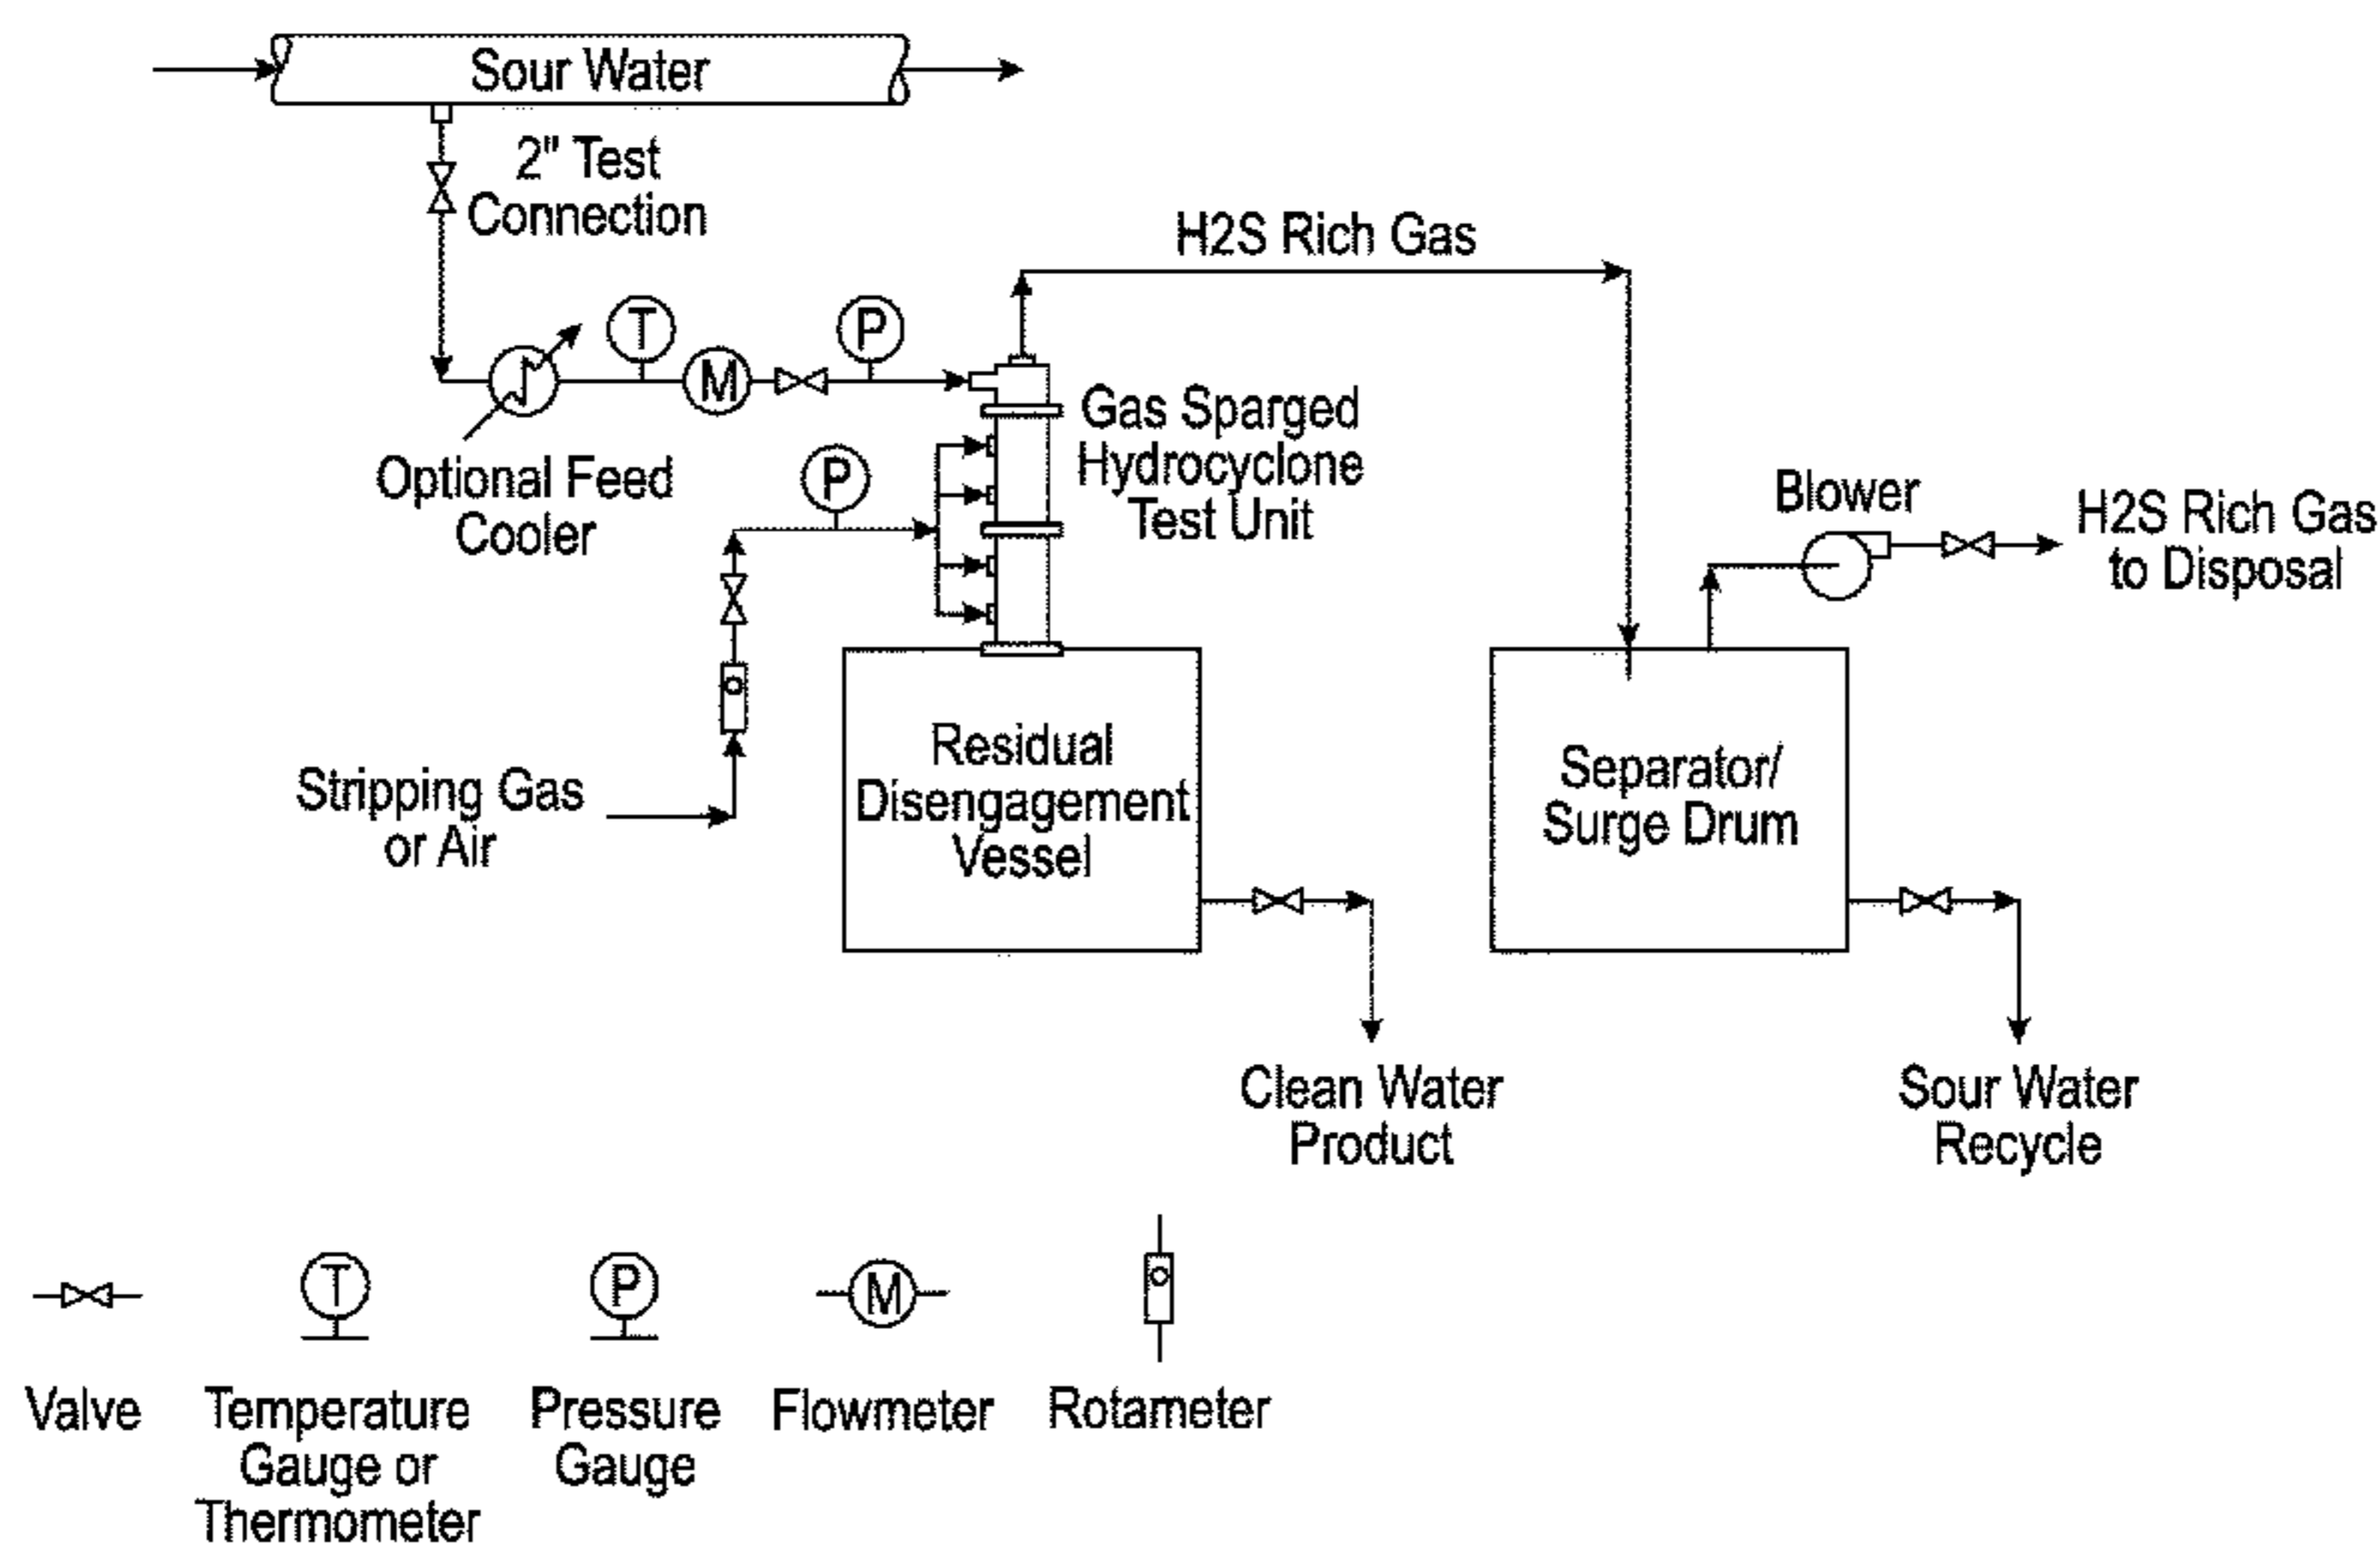 Sour Water
2" Test
Connection
H2S Rich Gas
T
M
P
Gas Sparged
Hydrocyclone
Test Unit
Optional Feed
Cooler
P
Blower
H2S Rich Gas
to Disposal
Stripping Gas
or Air
Residual
Disengagement
Vessel
Separator/
Surge Drum
Clean Water
Product
Sour Water
Recycle
T
P
M
Valve
Temperature
Gauge or
Thermometer
Pressure
Gauge
Flowmeter
Rotameter